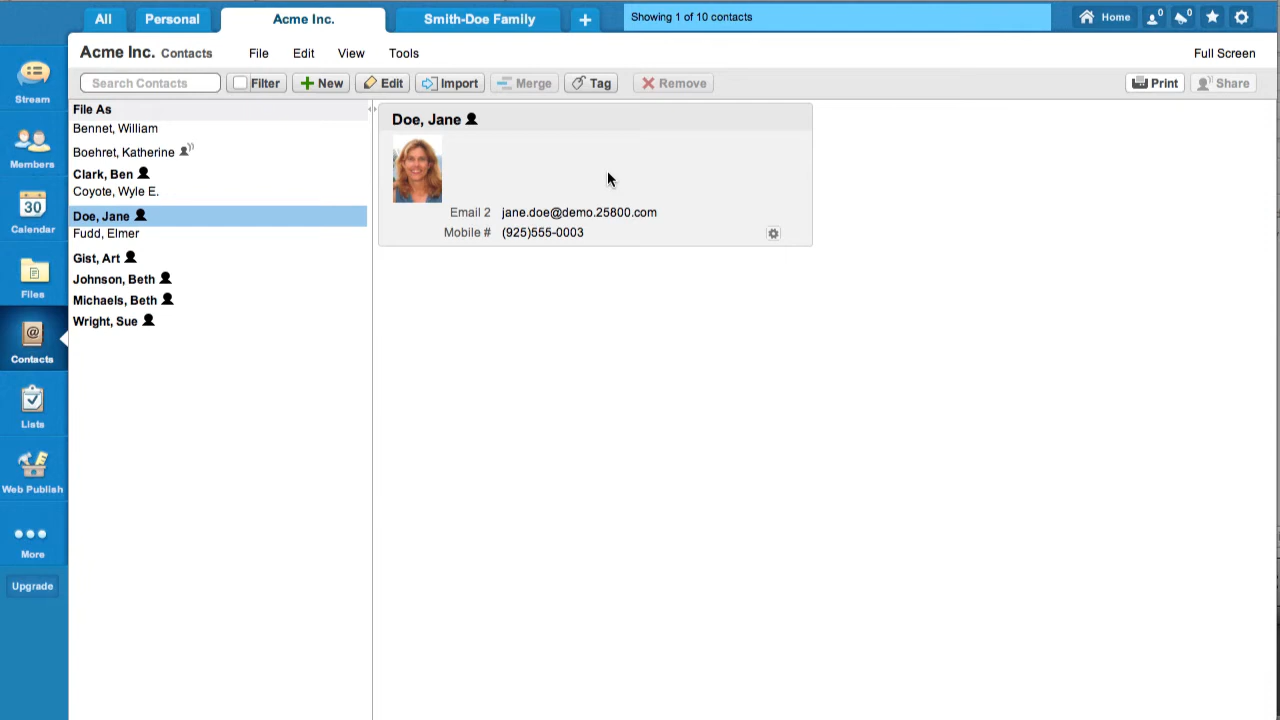 All Personal Acme Inc. Smith-Doe Family + Showing 1 of 10 contacts Home 0 0
Acme Inc. Contacts File Edit View Tools Full Screen
Search Contacts Filter New Edit Import Merge Tag Remove Print Share
Stream
Members
30
Calendar
Files
@
Contacts
Lists
Web Publish
More
Upgrade
File As
Bennet, William
Boehret, Katherine
Clark, Ben
Coyote, Wyle E.
Doe, Jane
Fudd, Elmer
Gist, Art
Johnson, Beth
Michaels, Beth
Wright, Sue
Doe, Jane
Email 2 jane.doe@demo.25800.com
Mobile # (925)555-0003